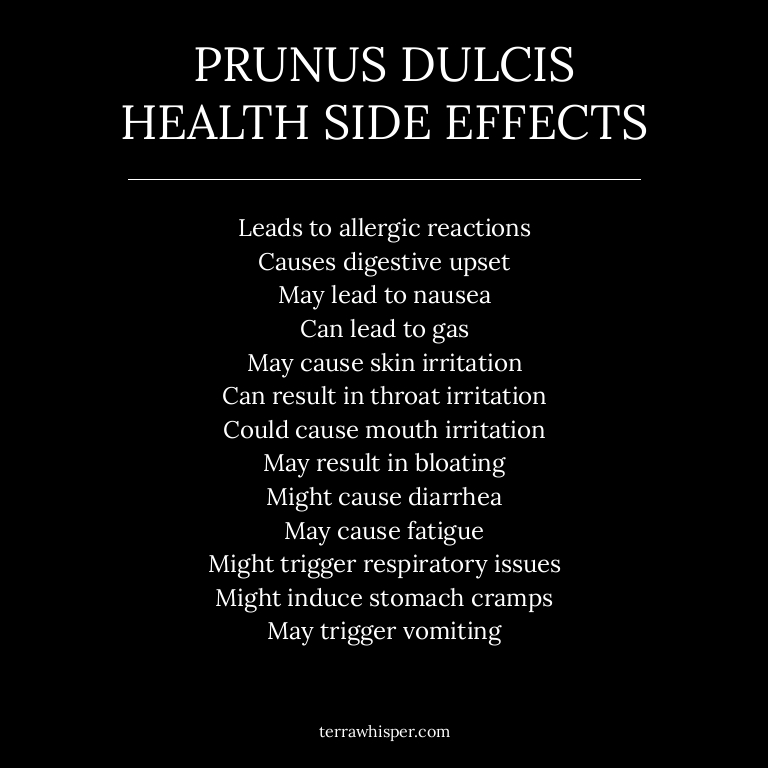 PRUNUS DULCIS
HEALTH SIDE EFFECTS
Leads to allergic reactions
Causes digestive upset
May lead to nausea
Can lead to gas
May cause skin irritation
Can result in throat irritation
Could cause mouth irritation
May result in bloating
Might cause diarrhea
May cause fatigue
Might trigger respiratory issues
Might induce stomach cramps
May trigger vomiting
terrawhisper.com